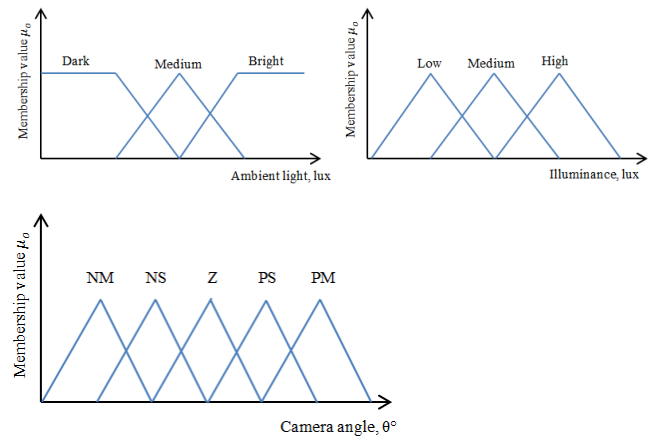 Membership value μₒ
Dark
Medium
Bright
Ambient light, lux
Membership value μₒ
Low
Medium
High
Illuminance, lux
Membership value μₒ
NM
NS
Z
PS
PM
Camera angle, θ°